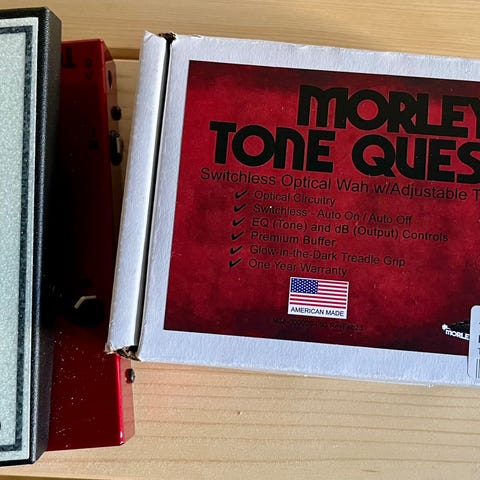 MORLEY
TONE QUES
Switchless Optical Wah w/Adjustable T
✔ Optical Circuitry
✔ Switchless - Auto On / Auto Off
✔ EQ (Tone) and dB (Output) Controls
✔ Premium Buffer
✔ Glow-in-the-Dark Treadle Grip
✔ One Year Warranty
AMERICAN MADE
MORLEY